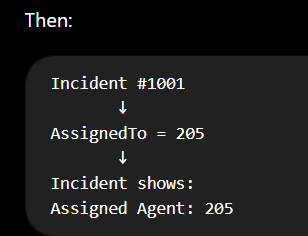 Then:
Incident #1001
↓
AssignedTo = 205
↓
Incident shows:
Assigned Agent: 205